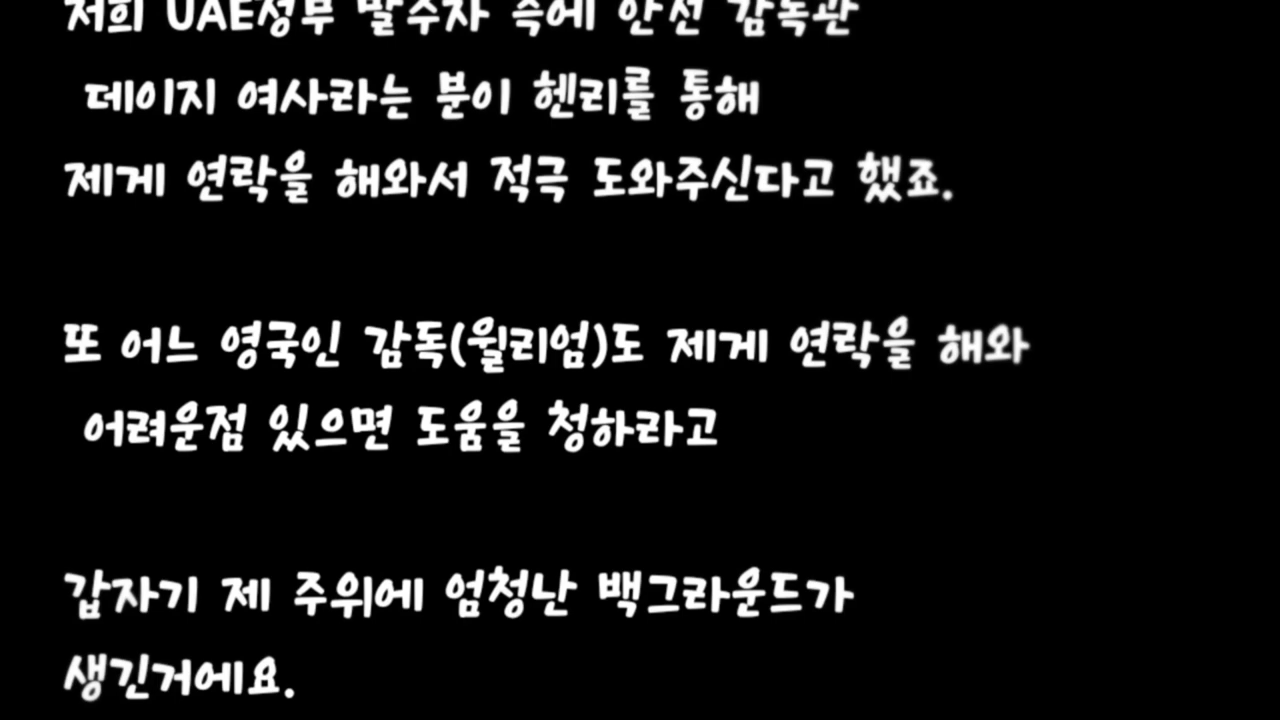 저희 UAE정부 발주자 측에 안전 감독관
데이지 여사라는 분이 헨리를 통해
제게 연락을 해와서 적극 도와주신다고 했죠.
또 어느 영국인 감독(윌리엄)도 제게 연락을 해와
어려운점 있으면 도움을 청하라고
갑자기 제 주위에 엄청난 백그라운드가
생긴거에요.